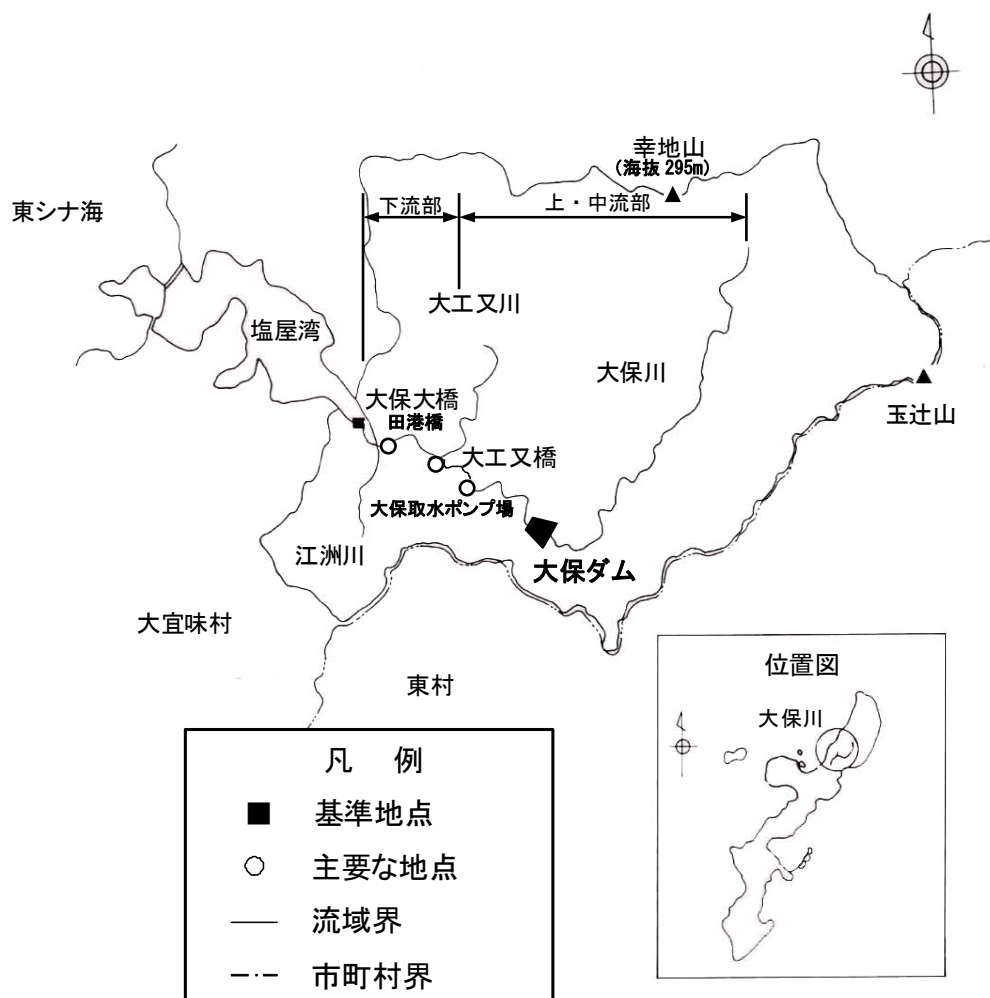 幸地山
(海抜 295m)
東シナ海
下流部
上・中流部
大工又川
塩屋湾
大保川
大保大橋
田港橋
玉辻山
大工又橋
大保取水ポンプ場
江洲川
大保ダム
大宜味村
東村
位置図
大保川
凡 例
基準地点
主要な地点
流域界
市町村界